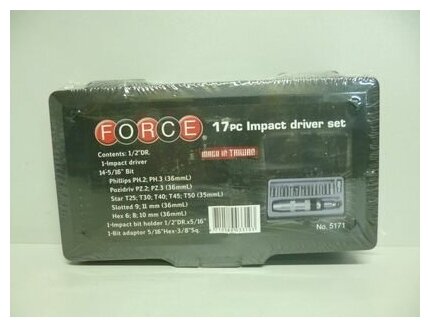 FORCE® 17PC Impact driver set
MADE IN TAIWAN
Contents: 1/2"DR.
1-Impact driver
14-5/16" Bit
Phillips PH.2; PH.3 (36mmL)
Pozidriv PZ.2; PZ.3 (36mmL)
Star T25; T30; T40; T45; T50 (35mmL)
Slotted 9; 11 mm (36mmL)
Hex 6; 8; 10 mm (36mmL)
1-Impact bit holder 1/2"DR.x5/16"
1-Bit adaptor 5/16"Hex-3/8"Sq.
No. 5171